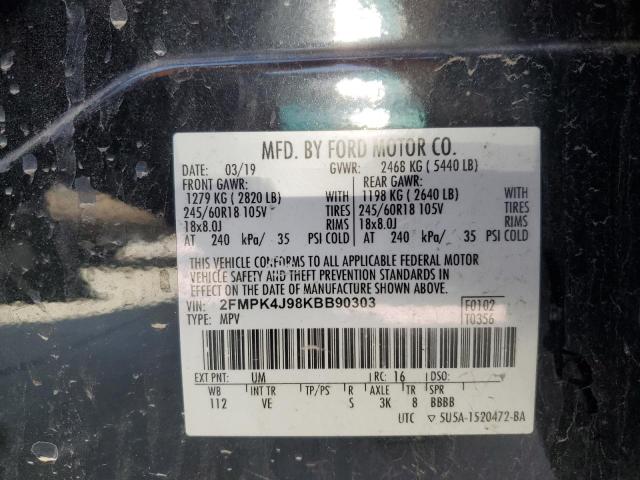 MFD. BY FORD MOTOR CO.
DATE: 03/19 GVWR: 2468 KG ( 5440 LB)
FRONT GAWR: REAR GAWR:
1279 KG ( 2820 LB) WITH 1198 KG ( 2640 LB) WITH
245/60R18 105V TIRES 245/60R18 105V TIRES
18x8.0J RIMS 18x8.0J RIMS
AT 240 kPa/ 35 PSI COLD AT 240 kPa/ 35 PSI COLD
THIS VEHICLE CONFORMS TO ALL APPLICABLE FEDERAL MOTOR
VEHICLE SAFETY AND THEFT PREVENTION STANDARDS IN
EFFECT ON THE DATE OF MANUFACTURE SHOWN ABOVE.
VIN: 2FMPK4J98KBB90303 F0102
TYPE: MPV T0356
EXT PNT: UM RC: 16 DSO:
WB INT TR TP/PS R AXLE TR SPR
112 VE S 3K 8 BBBB
UTC ▽ 5U5A-1520472-BA